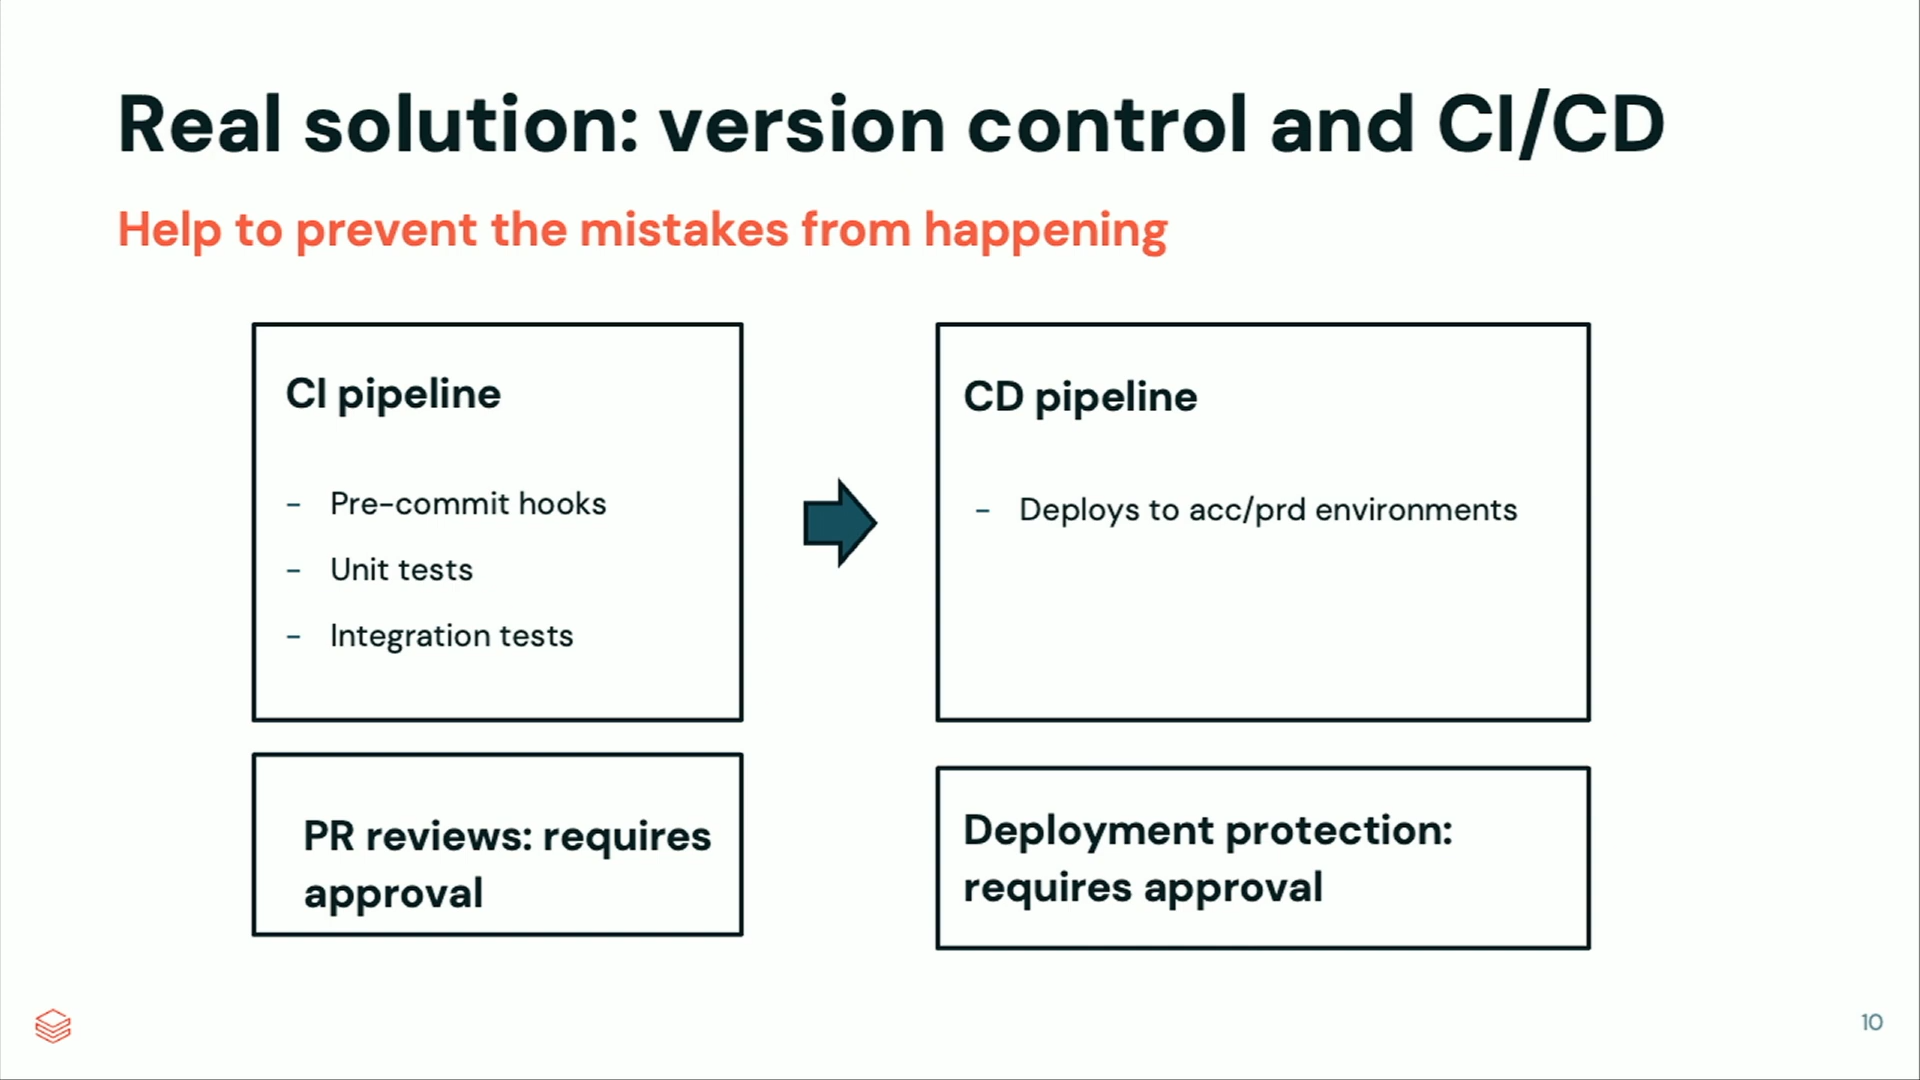 Real solution: version control and CI/CD
Help to prevent the mistakes from happening
CI pipeline
- Pre-commit hooks
- Unit tests
- Integration tests
CD pipeline
- Deploys to acc/prd environments
PR reviews: requires
approval
Deployment protection:
requires approval
10